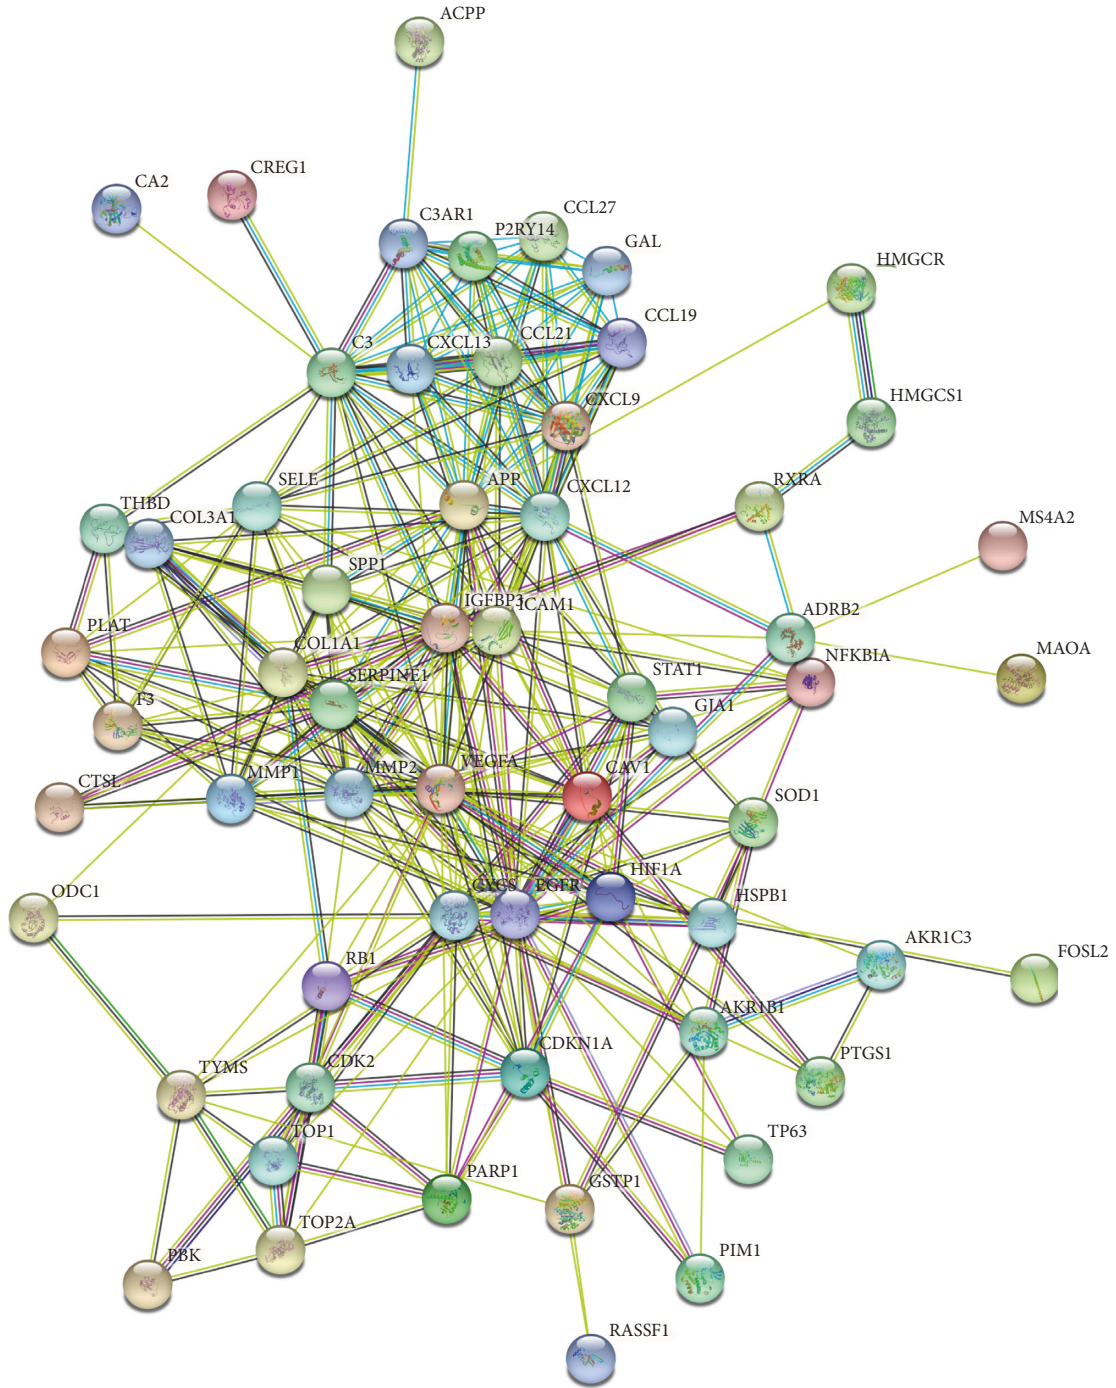 ACPP
CREG1
CA2
C3AR1
CCL27
P2RY14
GAL
HMGCR
CCL19
C3
CXCL13
CCL21
CXCL9
HMGCS1
SELE
APP
CXCL12
RXRA
THBD
COL3A1
MS4A2
SPP1
IGFBP3
ICAM1
ADRB2
PLAT
COL1A1
STAT1
NFKBIA
MAOA
SERPINE1
F3
GJA1
CTSL
MMP1
MMP2
VEGFA
CAV1
SOD1
ODC1
CYCS
EGFR
HIF1A
HSPB1
AKR1C3
FOSL2
RB1
AKR1B1
CDKN1A
PTGS1
TYMS
CDK2
TOP1
TP63
PARP1
GSTP1
TOP2A
PBK
PIM1
RASSF1